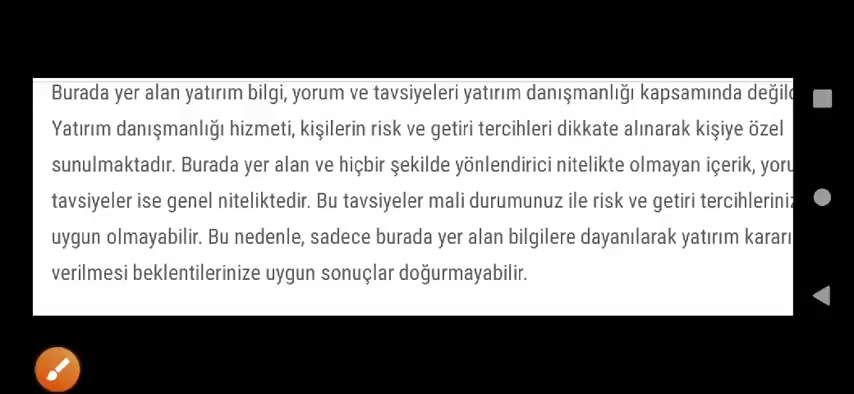 Burada yer alan yatırım bilgi, yorum ve tavsiyeleri yatırım danışmanlığı kapsamında
Yatırım danışmanlığı hizmeti, kişilerin risk ve getiri tercihleri dikkate alınarak kişiye özel
sunulmaktadır. Burada yer alan ve hiçbir şekilde yönlendirici nitelikte olmayan içerik,
tavsiyeler ise genel niteliktedir. Bu tavsiyeler mali durumunuz ile risk ve getiri
uygun olmayabilir. Bu nedenle, sadece burada yer alan bilgilere dayanılarak yatırım kararı
verilmesi beklentilerinize uygun sonuçlar doğurmayabilir.